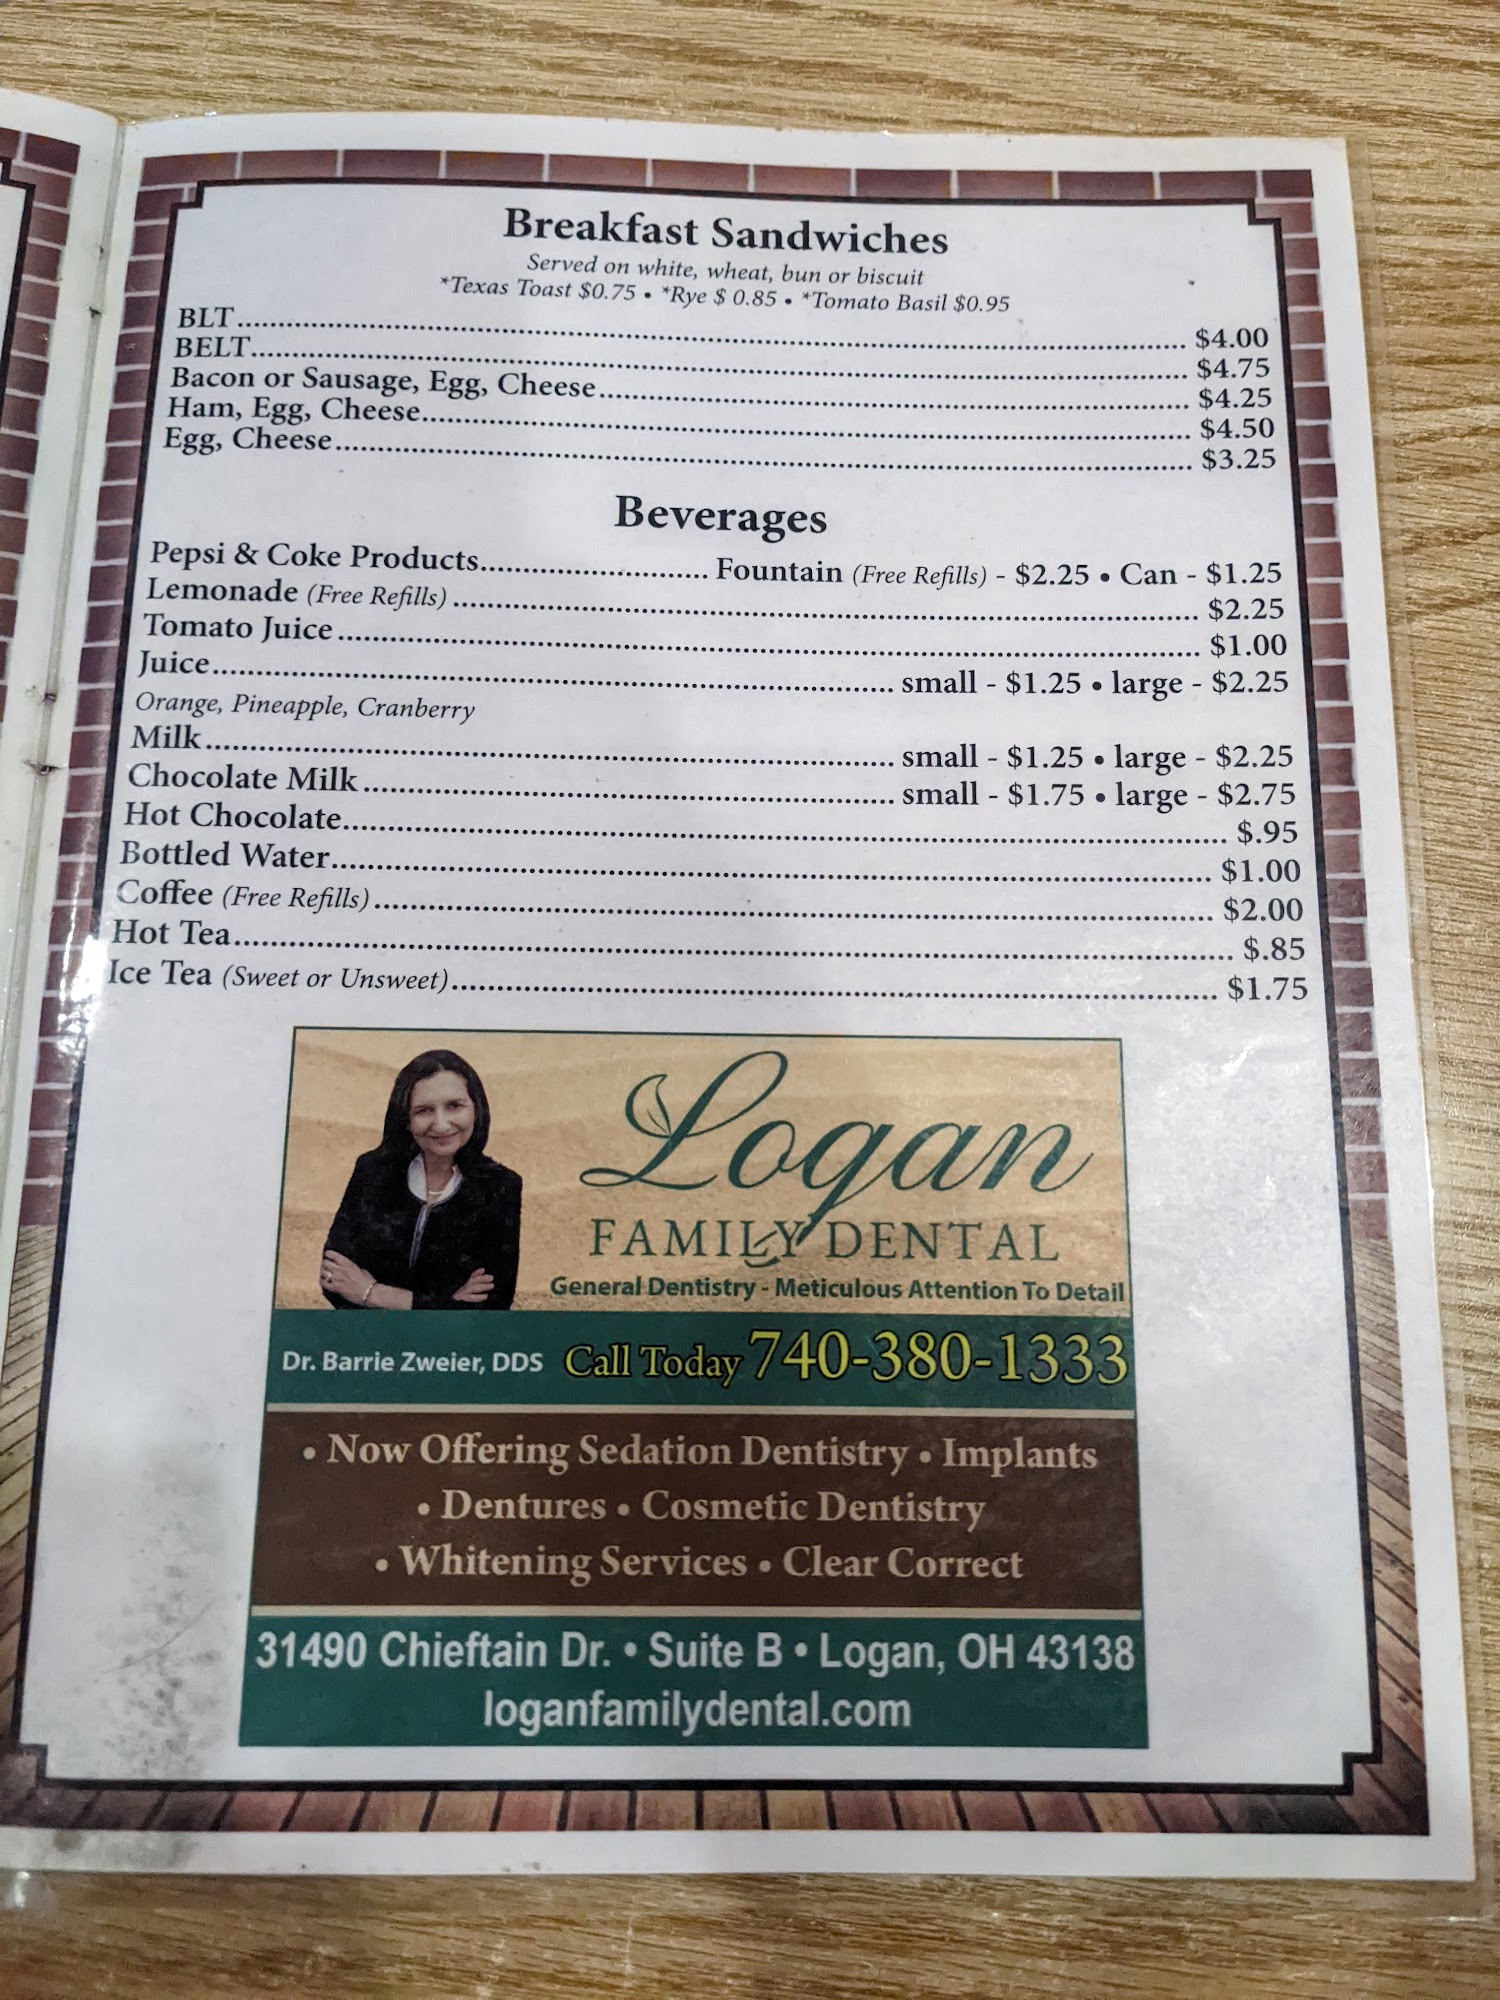 Breakfast Sandwiches
Served on white, wheat, bun or biscuit
*Texas Toast $0.75 • *Rye $ 0.85 • *Tomato Basil $0.95
BLT........ $4.00
BELT........ $4.75
Bacon or Sausage, Egg, Cheese........ $4.25
Ham, Egg, Cheese........ $4.50
Egg, Cheese........ $3.25
Beverages
Pepsi & Coke Products........ Fountain (Free Refills) - $2.25 • Can - $1.25
Lemonade (Free Refills)........ $2.25
Tomato Juice........ $1.00
Juice........ small - $1.25 • large - $2.25
Orange, Pineapple, Cranberry
Milk........ small - $1.25 • large - $2.25
Chocolate Milk........ small - $1.75 • large - $2.75
Hot Chocolate........ $.95
Bottled Water........ $1.00
Coffee (Free Refills)........ $2.00
Hot Tea........ $.85
Ice Tea (Sweet or Unsweet)........ $1.75
Logan
FAMILY DENTAL
General Dentistry - Meticulous Attention To Detail
Dr. Barrie Zweier, DDS Call Today 740-380-1333
• Now Offering Sedation Dentistry • Implants
• Dentures • Cosmetic Dentistry
• Whitening Services • Clear Correct
31490 Chieftain Dr. • Suite B • Logan, OH 43138
loganfamilydental.com